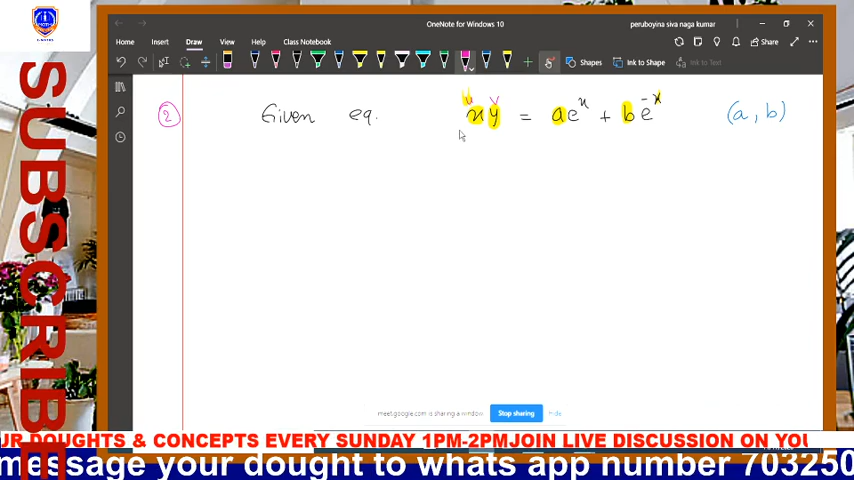 OneNote for Windows 10
peruboyina siva naga kumar
Home Insert Draw View Help Class Notebook
Share
Shapes Ink to Shape Ink to Text
2 Given eq. xy = ae^x + be^-x (a, b)
u v
meet.google.com is sharing a window Stop sharing Hide
SUBSCRIBE
UR DOUGHTS & CONCEPTS EVERY SUNDAY 1PM-2PMJOIN LIVE DISCUSSION ON YOU
message your dought to whats app number 703250